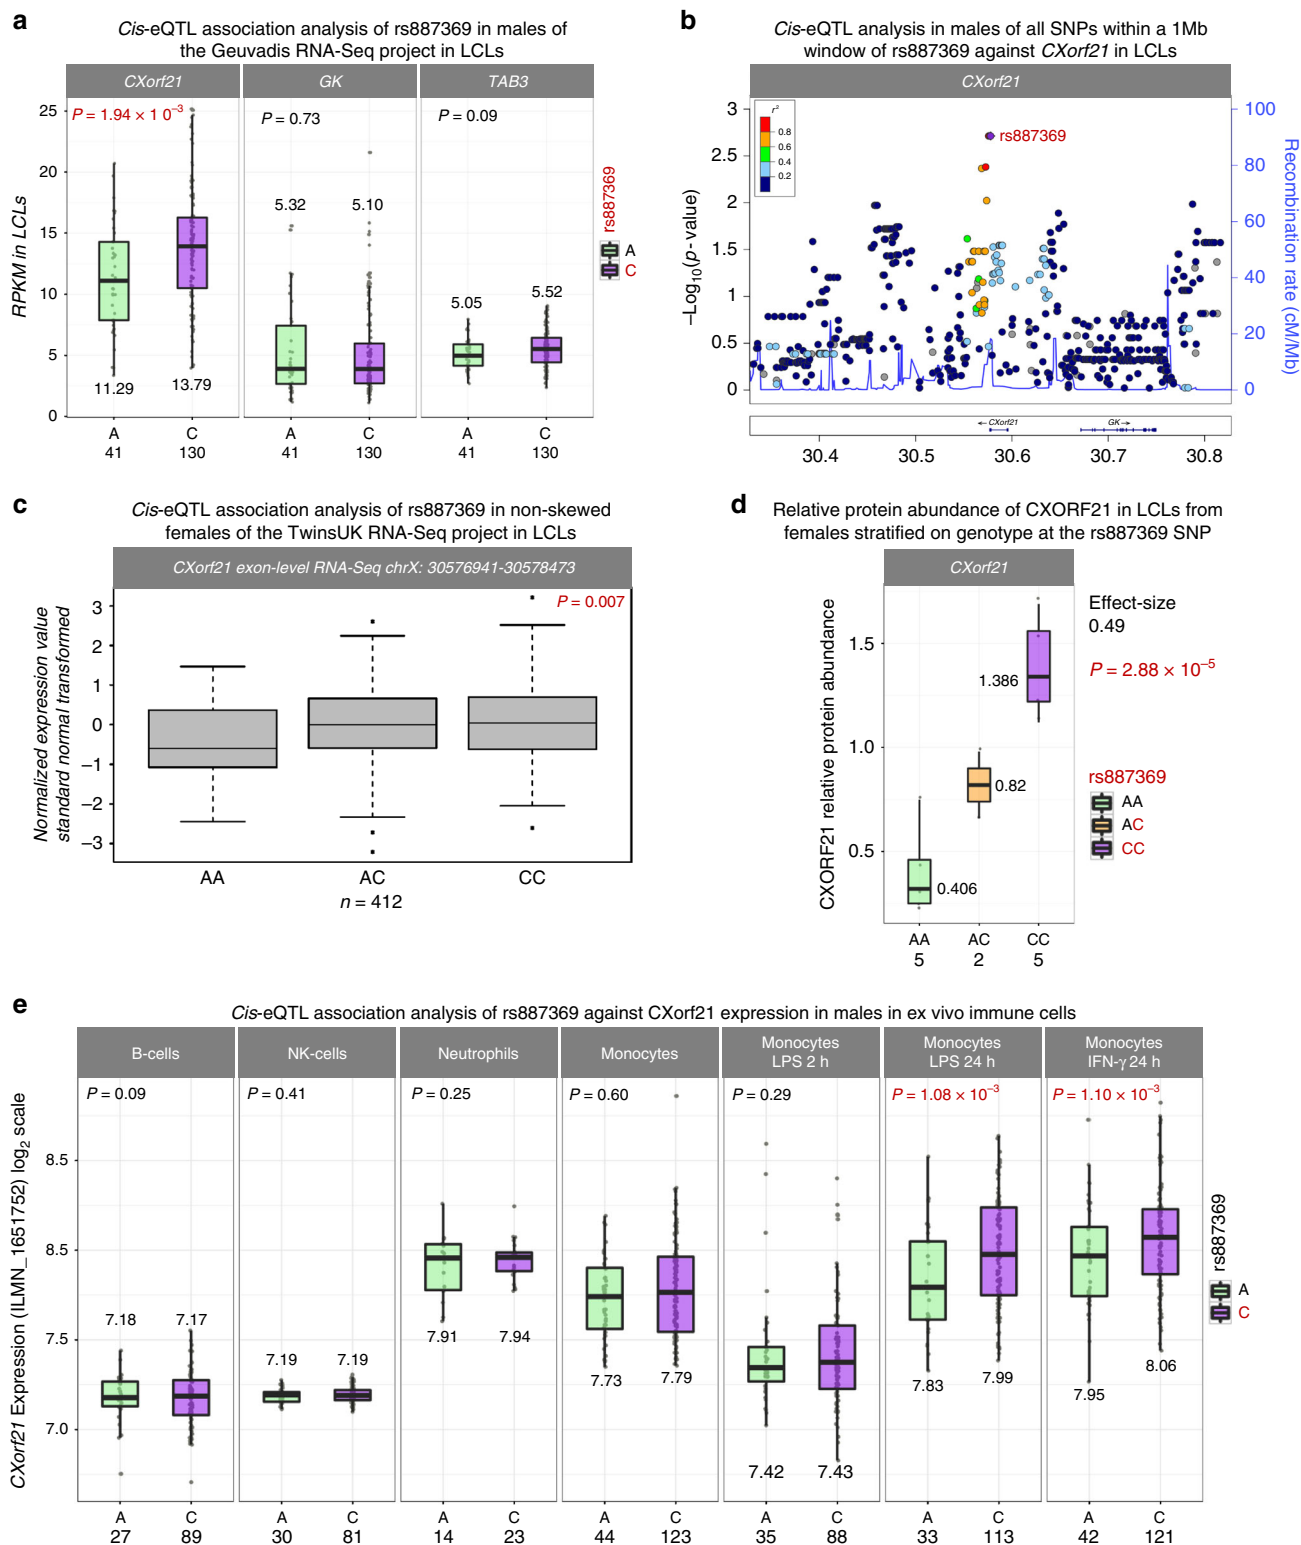 a
Cis-eQTL association analysis of rs887369 in males of
the Geuvadis RNA-Seq project in LCLs
CXorf21 GK TAB3
P = 1.94 × 1 0⁻³ P = 0.73 P = 0.09
RPKM in LCLs
25
20
15
10
5
0
11.29 13.79 5.32 5.10 5.05 5.52
A C A C A C
41 130 41 130 41 130
rs887369
A
C
b
Cis-eQTL analysis in males of all SNPs within a 1Mb
window of rs887369 against CXorf21 in LCLs
CXorf21
r²
0.8
0.6
0.4
0.2
rs887369
–Log₁₀(p-value)
3
2.5
2
1.5
1
0.5
0
Recombination rate (cM/Mb)
100
80
60
40
20
0
← CXorf21 GK →
30.4 30.5 30.6 30.7 30.8
c
Cis-eQTL association analysis of rs887369 in non-skewed
females of the TwinsUK RNA-Seq project in LCLs
CXorf21 exon-level RNA-Seq chrX: 30576941-30578473
P = 0.007
Normalized expression value
standard normal transformed
3
2
1
0
–1
–2
–3
AA AC CC
n = 412
d
Relative protein abundance of CXORF21 in LCLs from
females stratified on genotype at the rs887369 SNP
CXorf21
CXORF21 relative protein abundance
1.5
1.0
0.5
0.406
0.82
1.386
AA AC CC
5 2 5
Effect-size
0.49
P = 2.88 × 10⁻⁵
rs887369
AA
AC
CC
e
Cis-eQTL association analysis of rs887369 against CXorf21 expression in males in ex vivo immune cells
B-cells NK-cells Neutrophils Monocytes Monocytes LPS 2 h Monocytes LPS 24 h Monocytes IFN-γ 24 h
P = 0.09 P = 0.41 P = 0.25 P = 0.60 P = 0.29 P = 1.08 × 10⁻³ P = 1.10 × 10⁻³
CXorf21 Expression (ILMN_1651752) log₂ scale
8.5
8.5
7.5
7.0
7.18 7.17 7.19 7.19 7.91 7.94 7.73 7.79 7.42 7.43 7.83 7.99 7.95 8.06
A C A C A C A C A C A C A C
27 89 30 81 14 23 44 123 35 88 33 113 42 121
rs887369
A
C